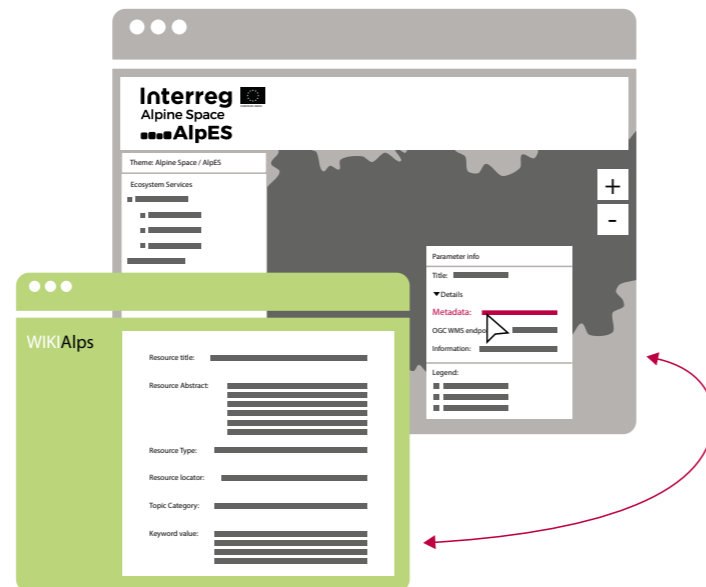 Interreg
Alpine Space
AlpES
Theme: Alpine Space / AlpES
Ecosystem Services
+
-
Parameter info
Title:
Details
Metadata:
OGC WMS endpo
Information:
Legend:
WIKIAlps
Resource title:
Resource Abstract:
Resource Type:
Resource locator:
Topic Category:
Keyword value: